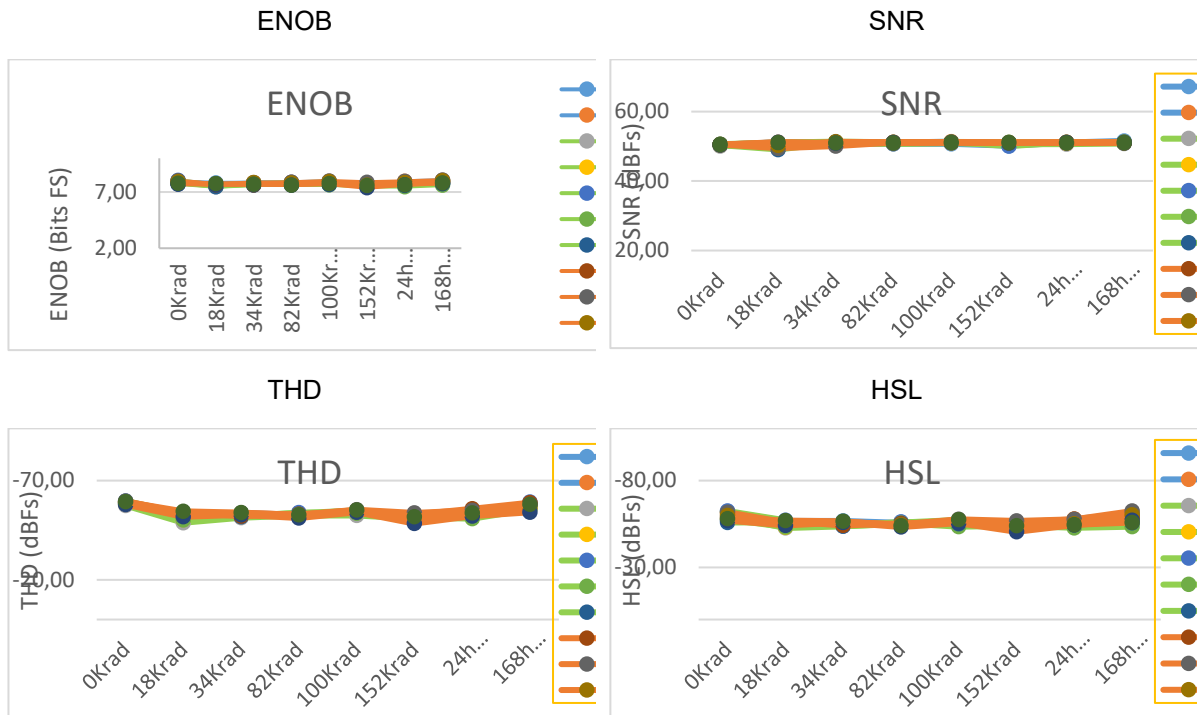 ENOB
SNR
ENOB
ENOB (Bits FS)
7,00
2,00
0Krad
18Krad
34Krad
82Krad
100Kr...
152Kr...
24h...
168h...
SNR
SNR (dBFs)
60,00
40,00
20,00
0Krad
18Krad
34Krad
82Krad
100Krad
152Krad
24h...
168h...
THD
HSL
THD
THD (dBFs)
-70,00
-20,00
0Krad
18Krad
34Krad
82Krad
100Krad
152Krad
24h...
168h...
HSL
HSL (dBFs)
-80,00
-30,00
0Krad
18Krad
34Krad
82Krad
100Krad
152Krad
24h...
168h...